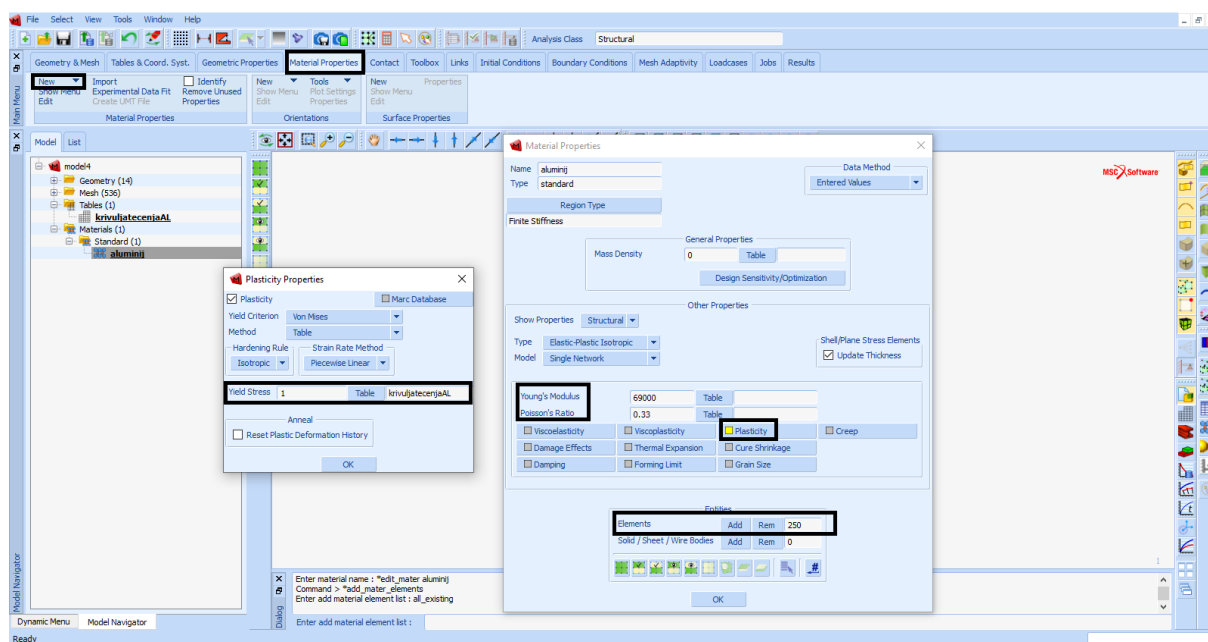 File Select View Tools Window Help
Analysis Class Structural
Geometry & Mesh Tables & Coord. Syst. Geometric Properties Material Properties Contact Toolbox Links Initial Conditions Boundary Conditions Mesh Adaptivity Loadcases Jobs Results
Main Menu
New Import Identify New Tools New Properties
Show Menu Experimental Data Fit Remove Unused Show Menu Plot Settings Show Menu
Edit Create UMT File Properties Edit Properties Edit
Material Properties Orientations Surface Properties
Model List
model4
Geometry (14)
Mesh (536)
Tables (1)
krivuljatecenjaAL
Materials (1)
Standard (1)
aluminij
Plasticity Properties
Plasticity Marc Database
Yield Criterion Von Mises
Method Table
Hardening Rule Strain Rate Method
Isotropic Piecewise Linear
Yield Stress 1 Table krivuljatecenjaAL
Anneal
Reset Plastic Deformation History
OK
Material Properties
Name aluminij Data Method
Type standard Entered Values
Region Type
Finite Stiffness
General Properties
Mass Density 0 Table
Design Sensitivity/Optimization
Other Properties
Show Properties Structural
Type Elastic-Plastic Isotropic Shell/Plane Stress Elements
Model Single Network Update Thickness
Young's Modulus 69000 Table
Poisson's Ratio 0.33 Table
Viscoelasticity Viscoplasticity Plasticity Creep
Damage Effects Thermal Expansion Cure Shrinkage
Damping Forming Limit Grain Size
Entities
Elements Add Rem 250
Solid / Sheet / Wire Bodies Add Rem 0
OK
MSC Software
1
Model Navigator
Dialog
Enter material name : *edit_mater aluminij
Command > *add_mater_elements
Enter add material element list : all_existing
Enter add material element list :
Dynamic Menu Model Navigator
Ready